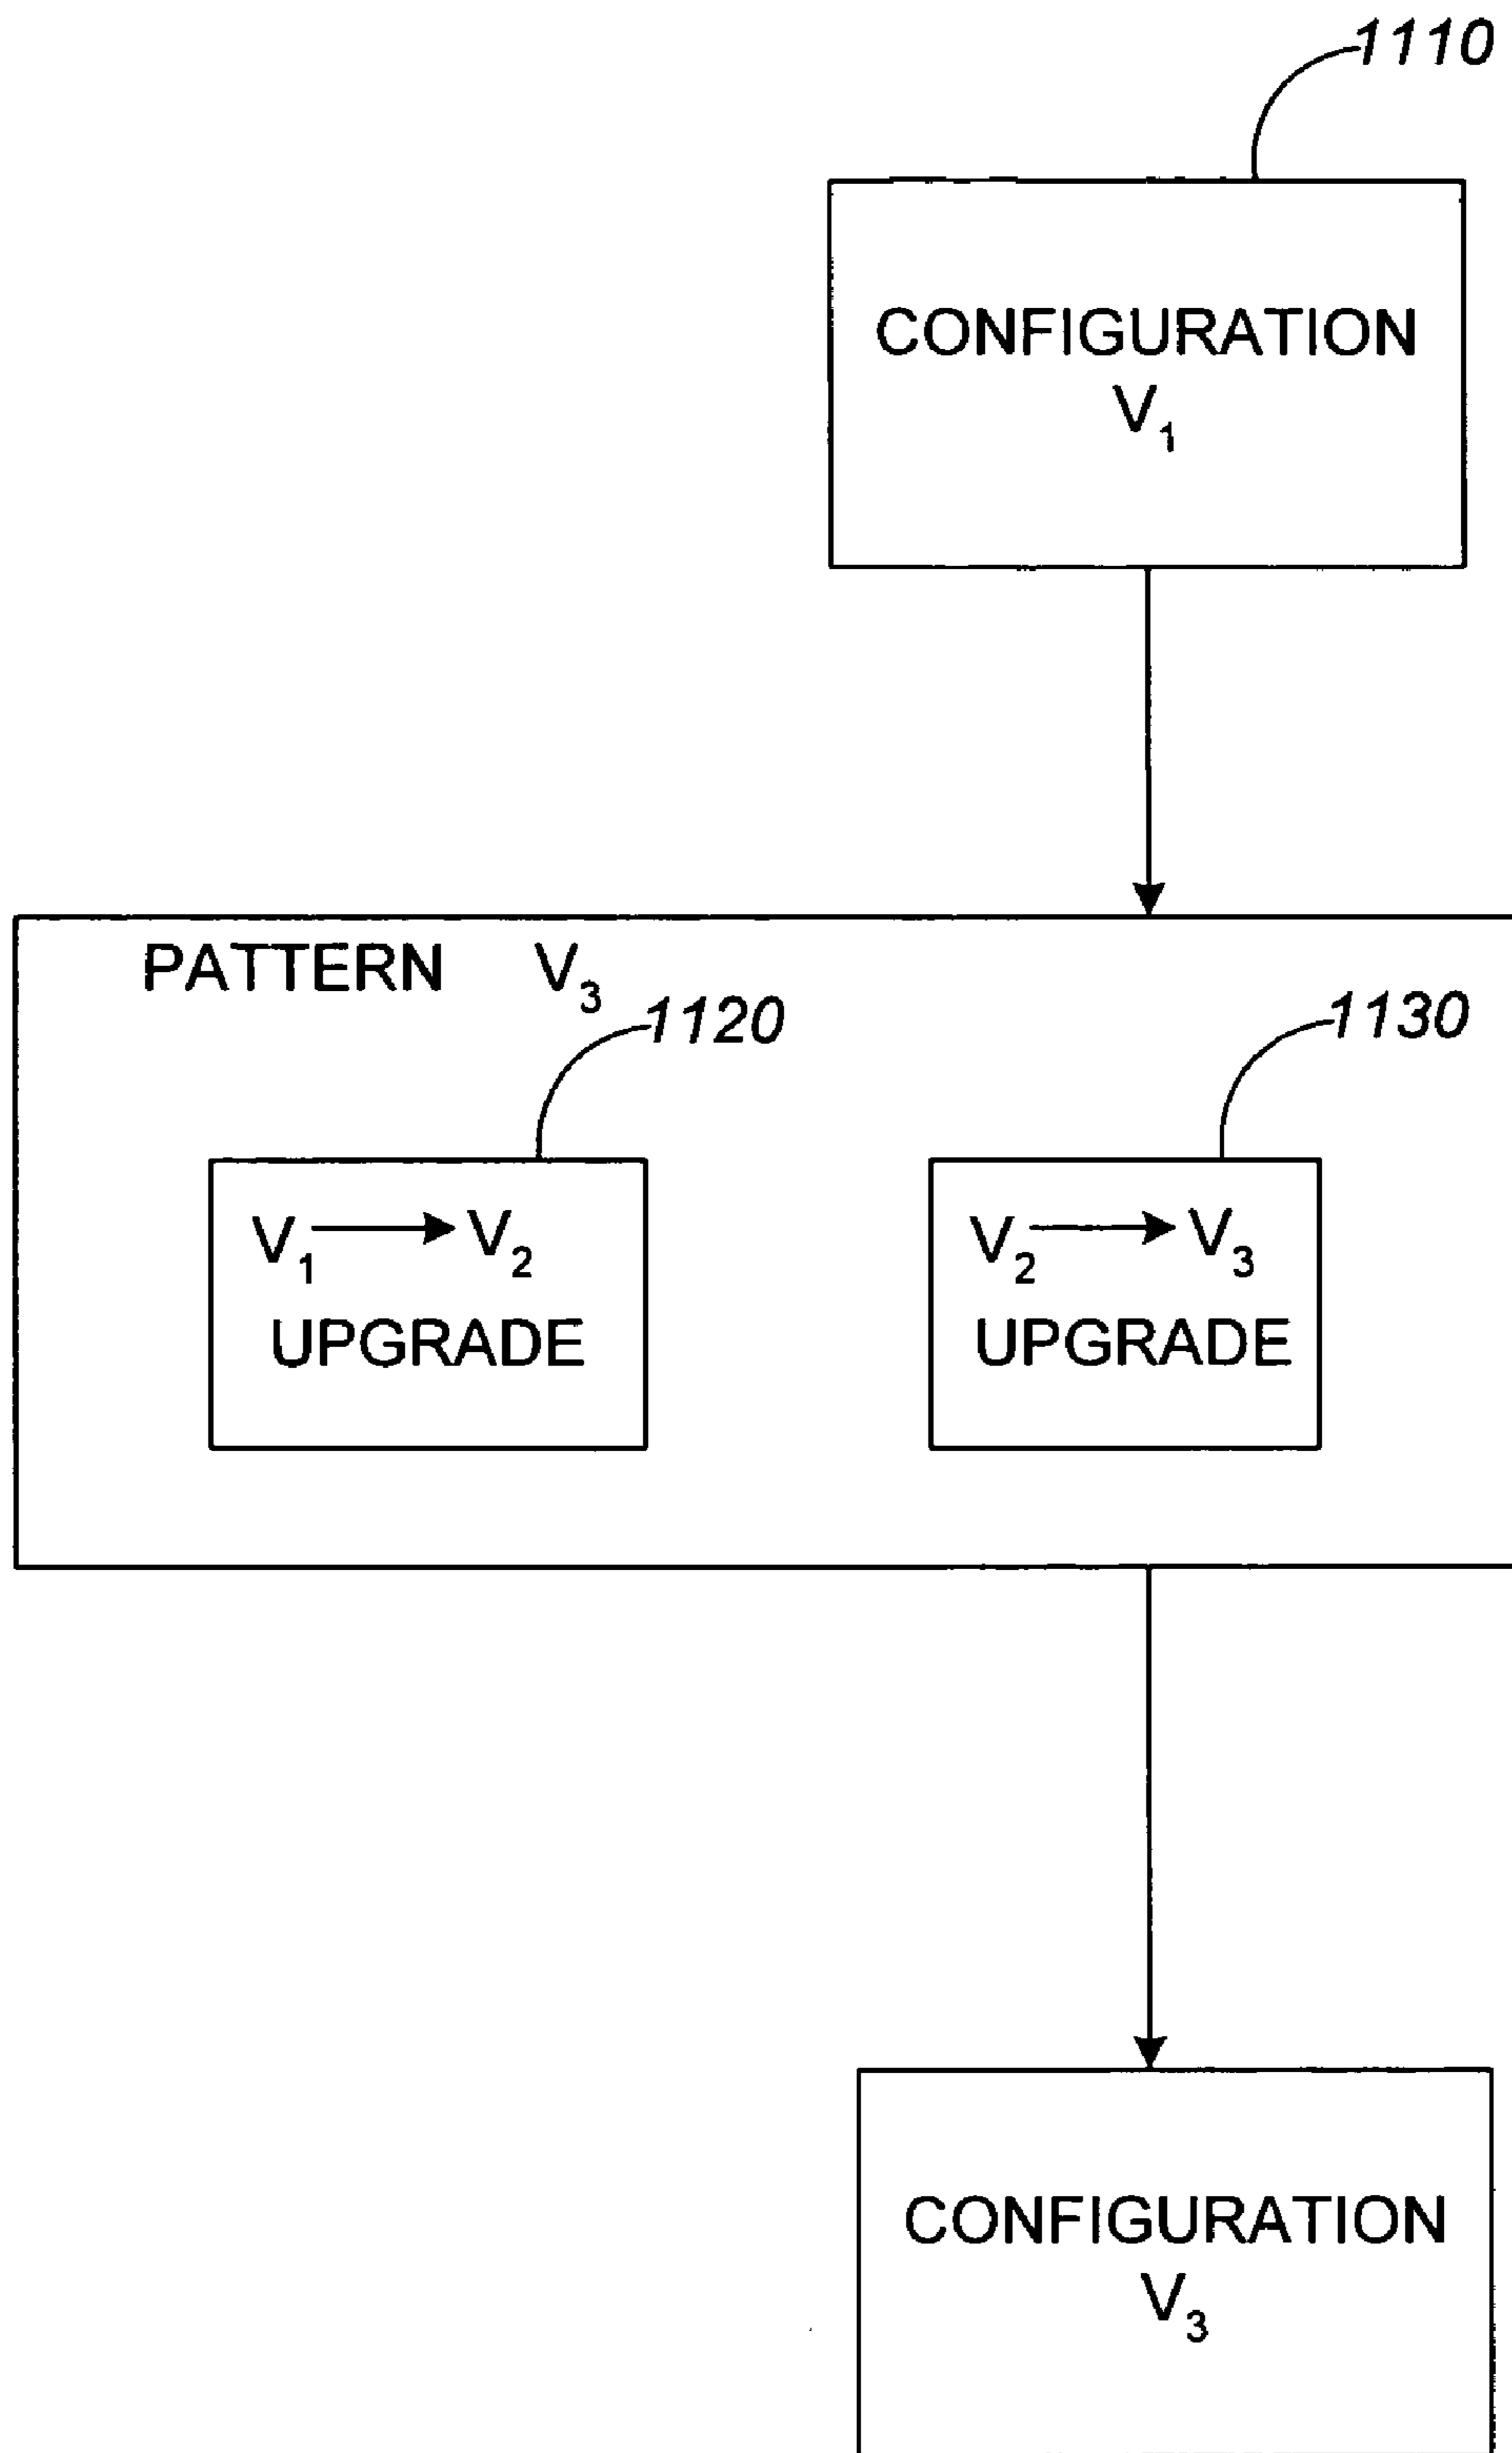 1110
CONFIGURATION
V₁
PATTERN V₃
1120
1130
V₁ V₂
UPGRADE
V₂ V₃
UPGRADE
CONFIGURATION
V₃